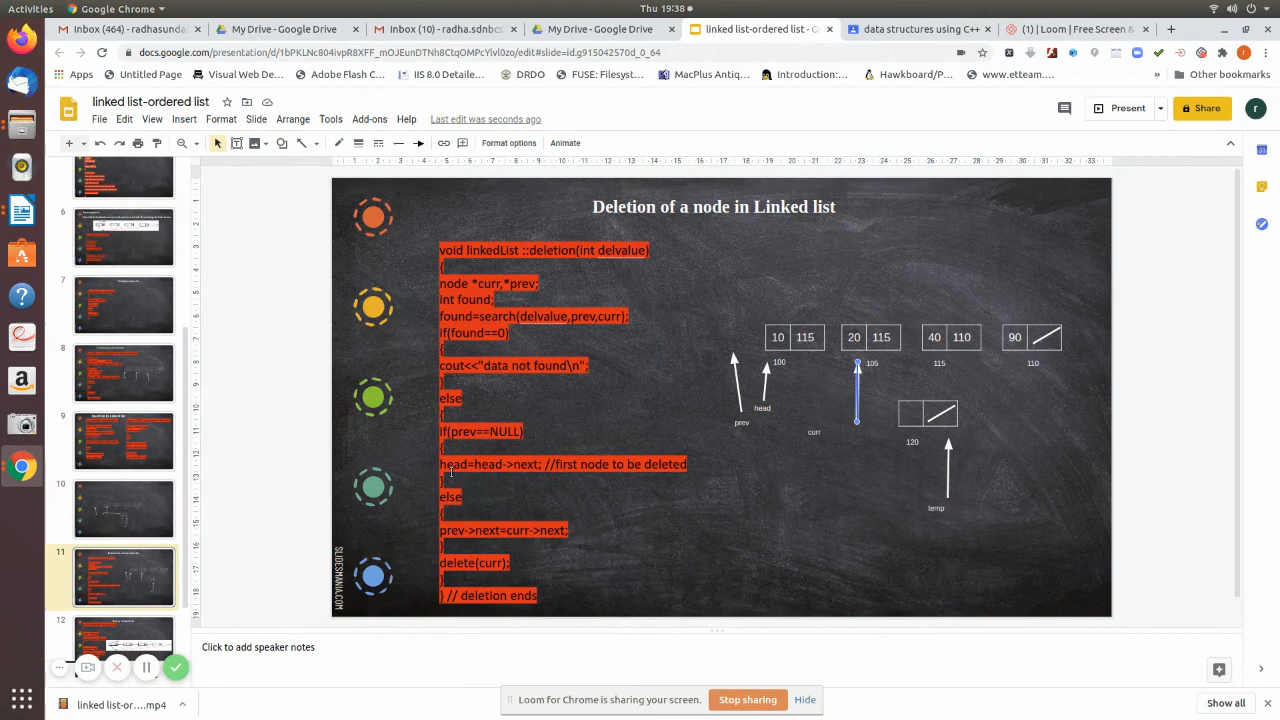 Activities
Google Chrome
Thu 19:38
Inbox (464) - radhasunda
My Drive - Google Drive
Inbox (10) - radha.sdnbcs
My Drive - Google Drive
linked list-ordered list - G
data structures using C++
(1) | Loom | Free Screen &
docs.google.com/presentation/d/1bPKLNc804ivpR8XFF_mOJEunDTNh8CtqOMPcYlvl0zo/edit#slide=id.g915042570d_0_64
Apps
Untitled Page
Visual Web De...
Adobe Flash C...
IIS 8.0 Detaile...
DRDO
FUSE: Filesyst...
MacPlus Antiq...
Introduction:...
Hawkboard/P...
www.etteam....
Other bookmarks
linked list-ordered list
File Edit View Insert Format Slide Arrange Tools Add-ons Help
Last edit was seconds ago
Present
Share
Format options
Animate
6
7
8
9
10
11
12
Deletion of a node in Linked list
void linkedList ::deletion(int delvalue)
{
node *curr,*prev;
int found;
found=search(delvalue,prev,curr);
if(found==0)
{
cout<<"data not found\n";
}
else
{
if(prev==NULL)
{
head=head->next; //first node to be deleted
}
else
{
prev->next=curr->next;
}
delete(curr);
}
} // deletion ends
10 115
20 115
40 110
90
100
105
115
110
head
prev
curr
120
temp
SLIDESMANIA.COM
Click to add speaker notes
Loom for Chrome is sharing your screen.
Stop sharing
Hide
linked list-or....mp4
Show all